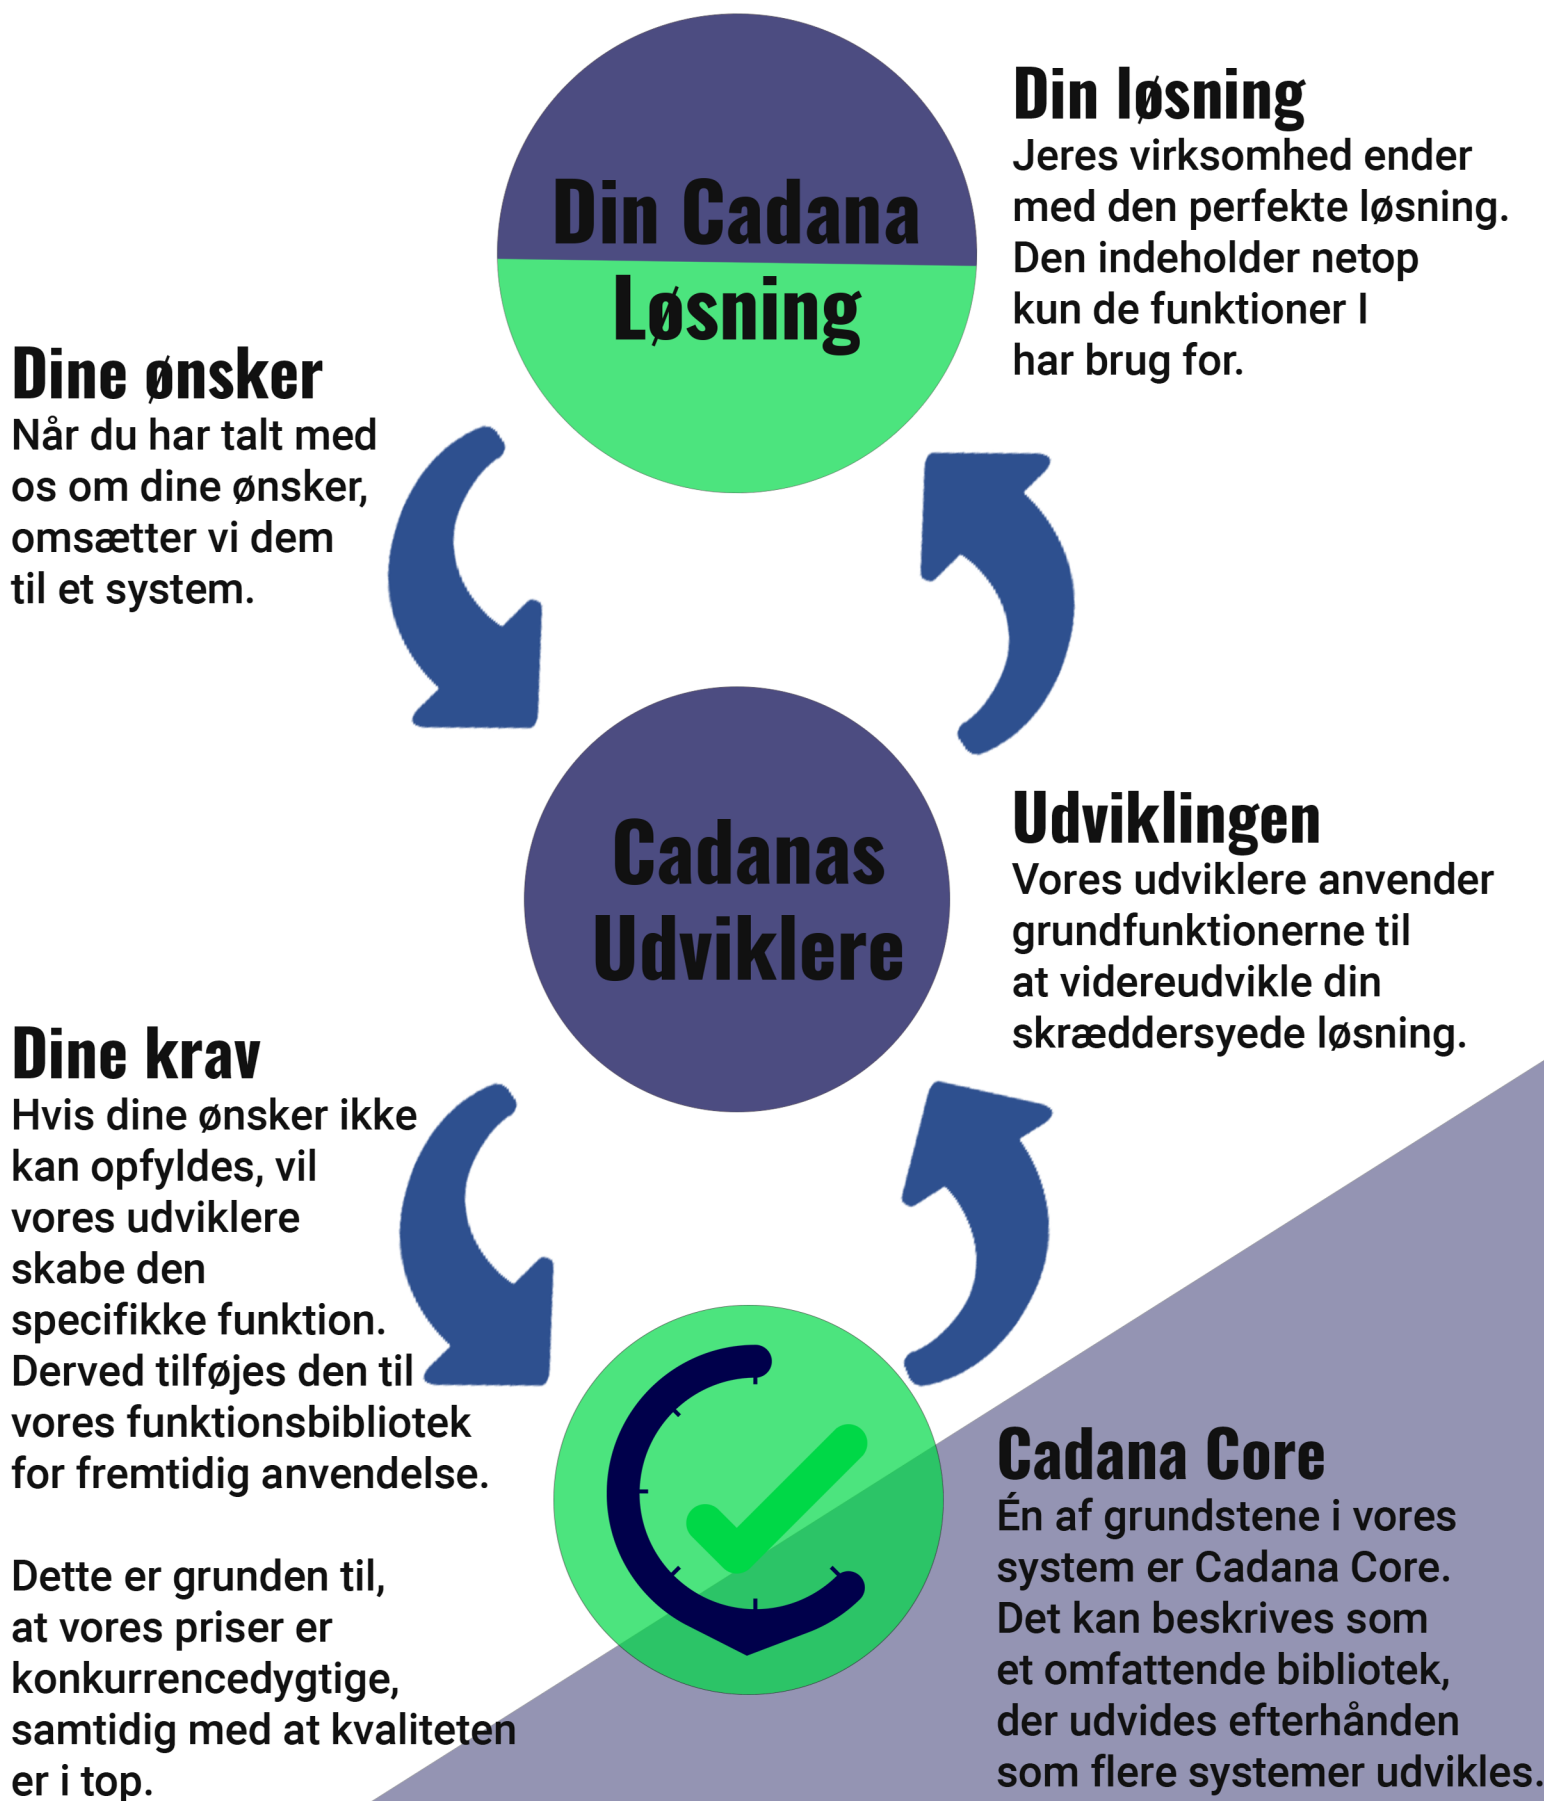 Din Cadana
Løsning
Din løsning
Jeres virksomhed ender
med den perfekte løsning.
Den indeholder netop
kun de funktioner I
har brug for.
Dine ønsker
Når du har talt med
os om dine ønsker,
omsætter vi dem
til et system.
Cadanas
Udviklere
Udviklingen
Vores udviklere anvender
grundfunktionerne til
at videreudvikle din
skræddersyede løsning.
Dine krav
Hvis dine ønsker ikke
kan opfyldes, vil
vores udviklere
skabe den
specifikke funktion.
Derved tilføjes den til
vores funktionsbibliotek
for fremtidig anvendelse.
Dette er grunden til,
at vores priser er
konkurrencedygtige,
samtidig med at kvaliteten
er i top.
Cadana Core
Én af grundstene i vores
system er Cadana Core.
Det kan beskrives som
et omfattende bibliotek,
der udvides efterhånden
som flere systemer udvikles.